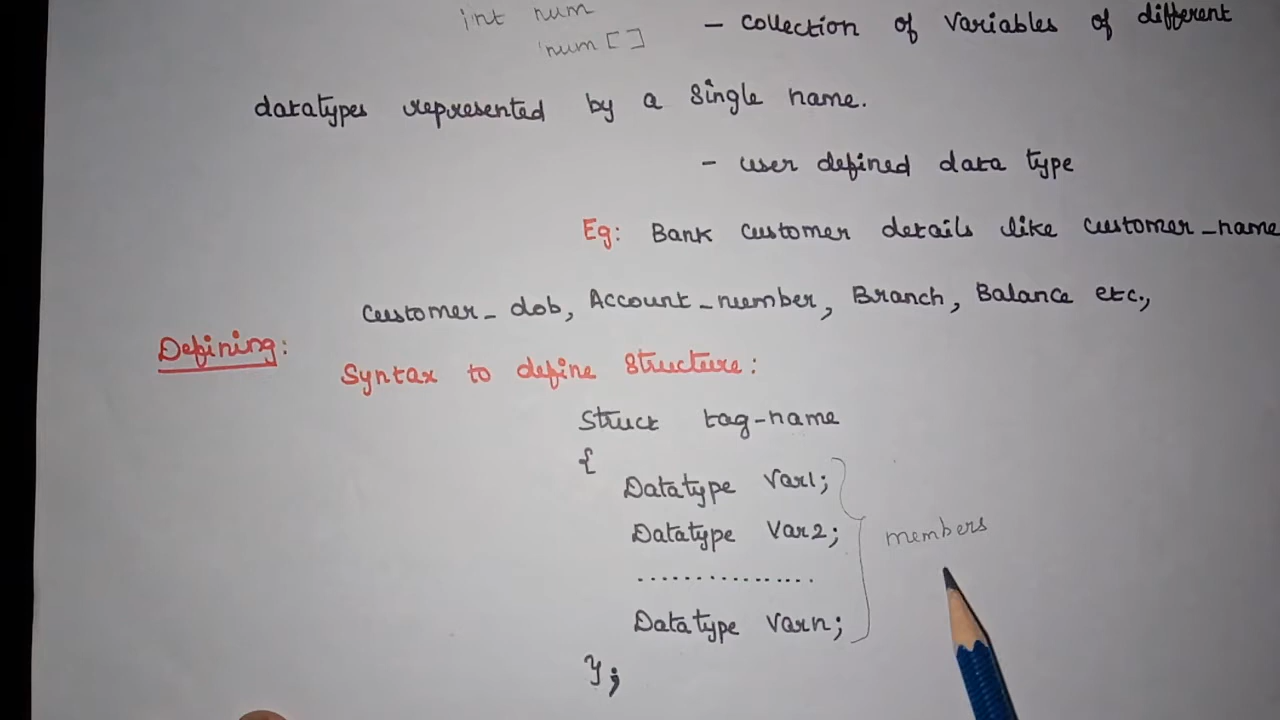 int num
num [ ]
- collection of variables of different
datatypes represented by a single name.
- user defined data type
Eg: Bank customer details like customer_name
customer_dob, Account_number, Branch, Balance etc.,
Defining:
Syntax to define structure:
Struct tag-name
{
Datatype Var1;
Datatype Var2;
...............
Datatype Varn;
};
members